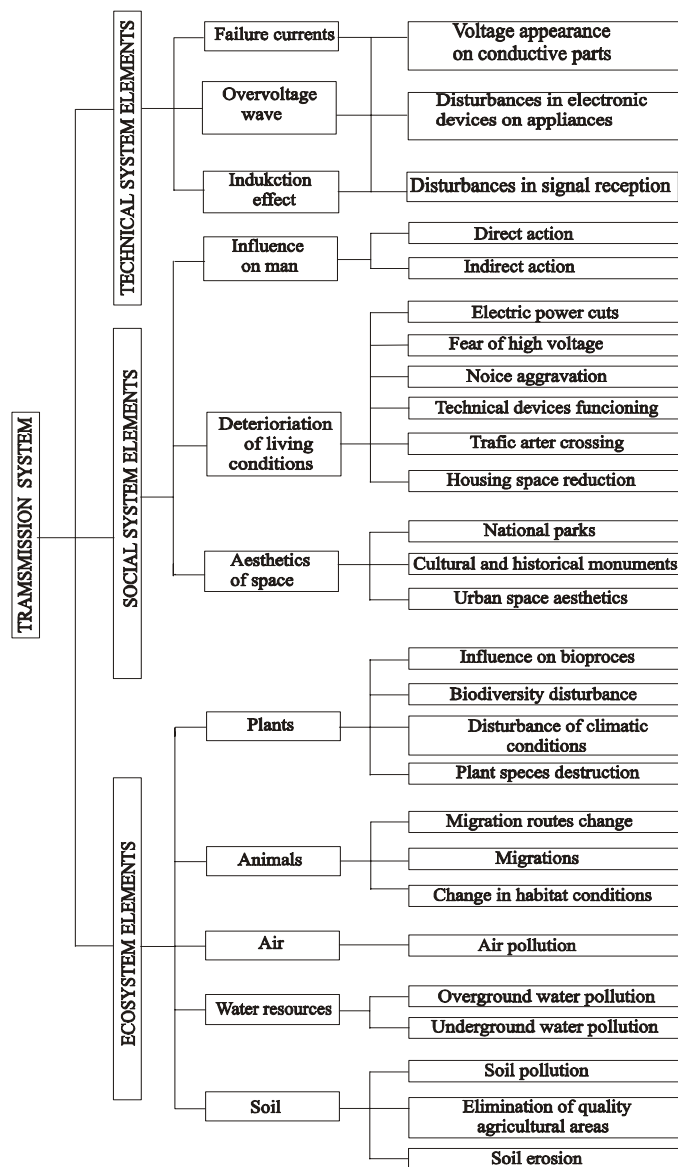 TRAMSMISSION SYSTEM
TECHNICAL SYSTEM ELEMENTS
Failure currents
Voltage appearance
on conductive parts
Overvoltage
wave
Disturbances in electronic
devices on appliances
Indukction
effect
Disturbances in signal reception
SOCIAL SYSTEM ELEMENTS
Influence
on man
Direct action
Indirect action
Deterioriation
of living
conditions
Electric power cuts
Fear of high voltage
Noice aggravation
Technical devices funcioning
Trafic arter crossing
Housing space reduction
Aesthetics
of space
National parks
Cultural and historical monuments
Urban space aesthetics
ECOSYSTEM ELEMENTS
Plants
Influence on bioproces
Biodiversity disturbance
Disturbance of climatic
conditions
Plant speces destruction
Animals
Migration routes change
Migrations
Change in habitat conditions
Air
Air pollution
Water resources
Overground water pollution
Underground water pollution
Soil
Soil pollution
Elimination of quality
agricultural areas
Soil erosion